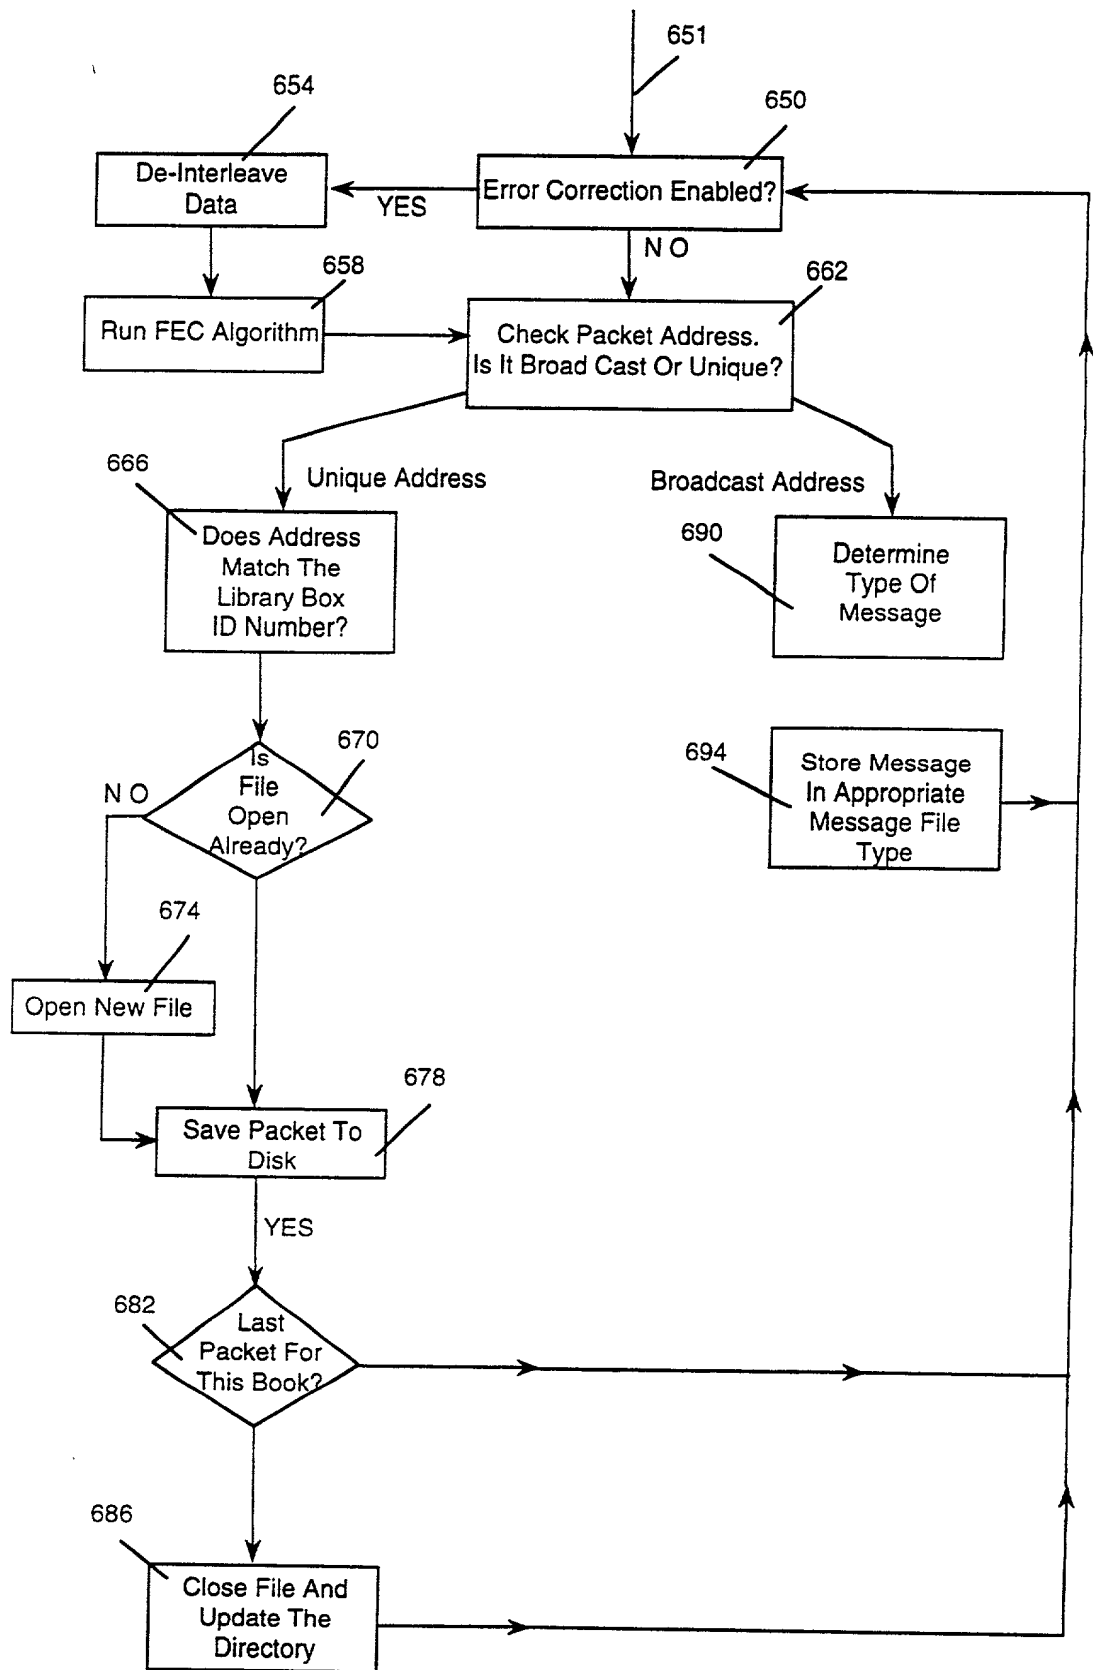 651
654
650
De-Interleave
Data
YES
Error Correction Enabled?
N O
658
662
Run FEC Algorithm
Check Packet Address.
Is It Broad Cast Or Unique?
666
Unique Address
Broadcast Address
Does Address
Match The
Library Box
ID Number?
690
Determine
Type Of
Message
670
Is
File
Open
Already?
N O
694
Store Message
In Appropriate
Message File
Type
674
Open New File
678
Save Packet To
Disk
YES
682
Last
Packet For
This Book?
686
Close File And
Update The
Directory